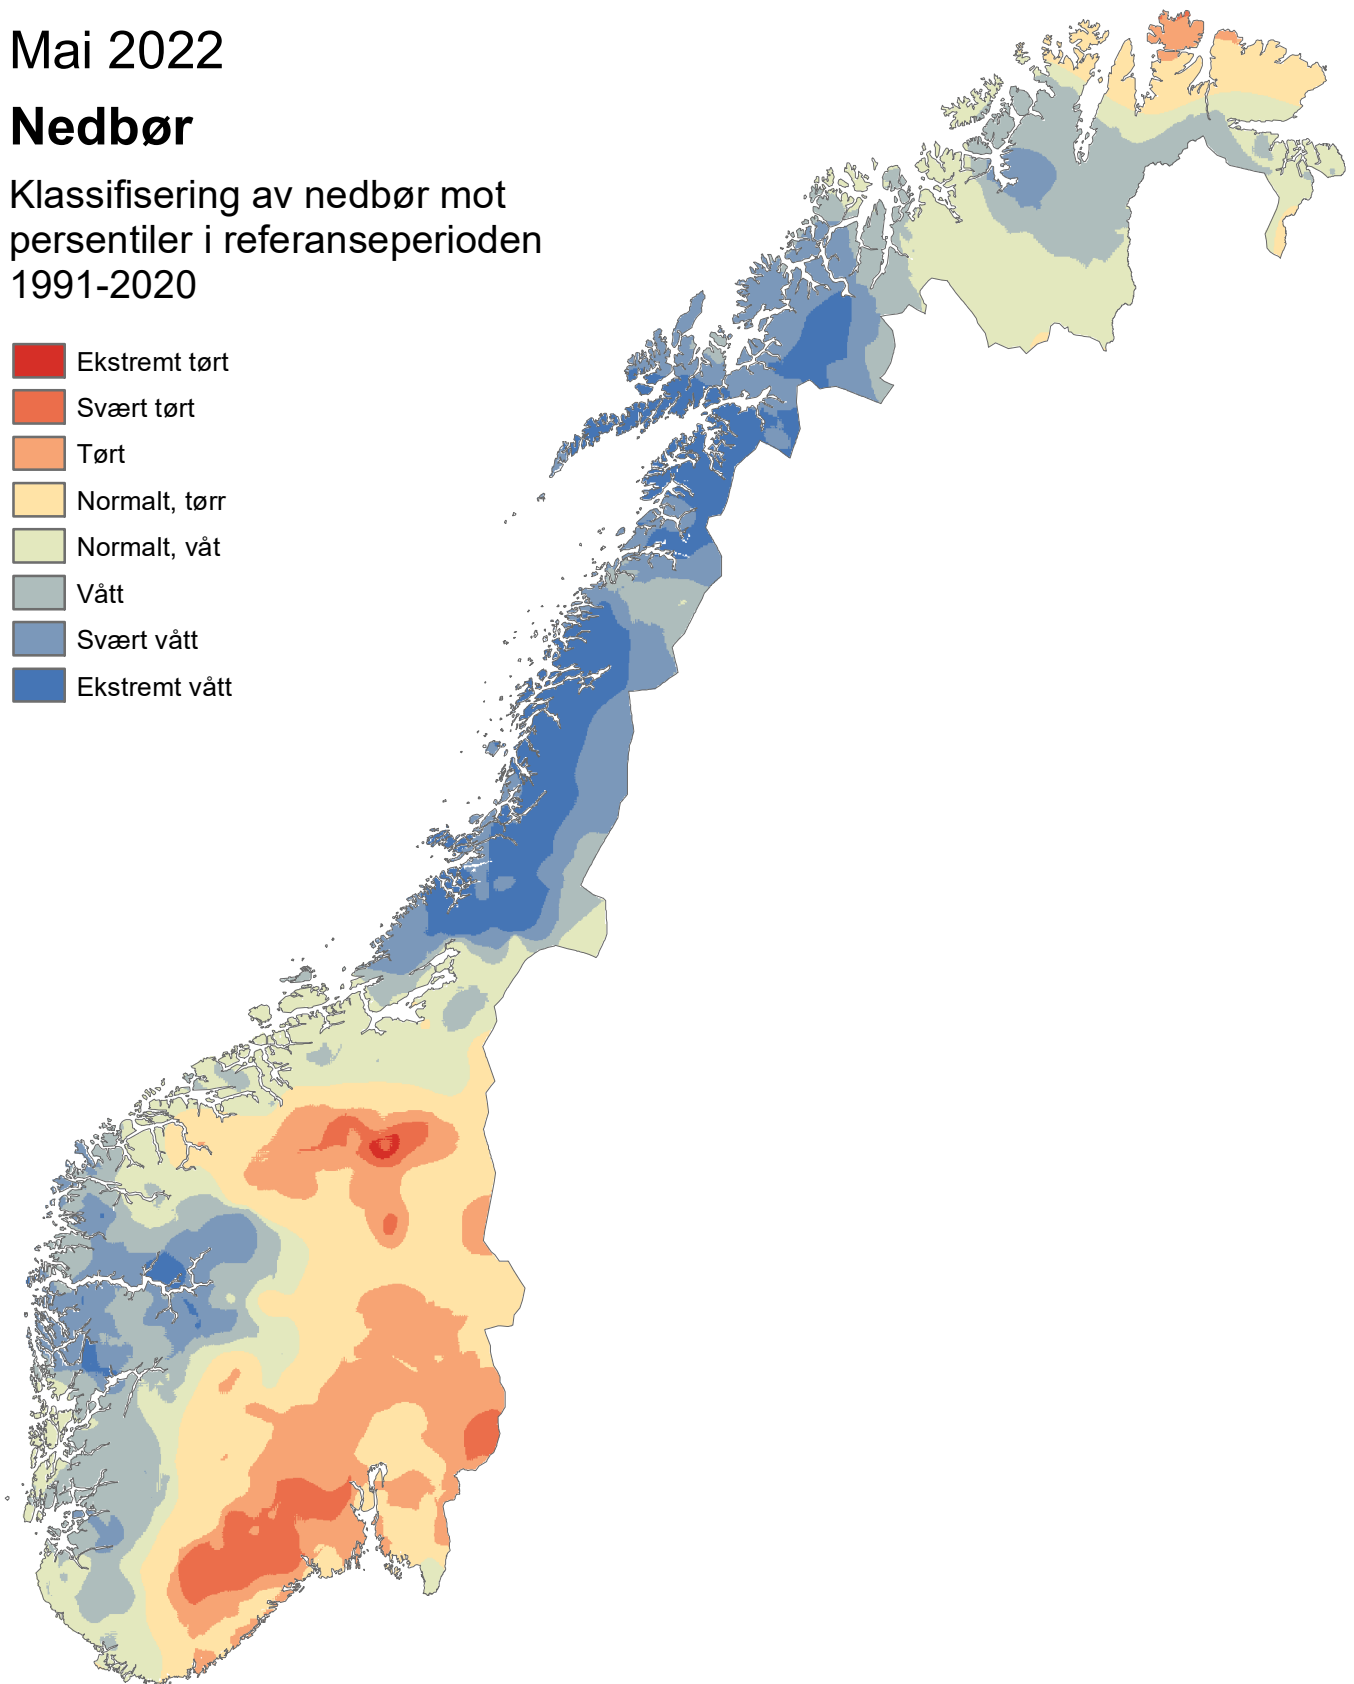 Mai 2022
Nedbør
Klassifisering av nedbør mot
persentiler i referanseperioden
1991-2020
Ekstremt tørt
Svært tørt
Tørt
Normalt, tørr
Normalt, våt
Vått
Svært vått
Ekstremt vått